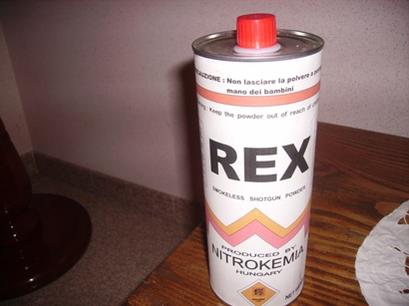 CAUZIONE : Non lasciare la polvere a
mano dei bambini
Keep the powder out of reach of
REX
SMOKELESS SHOTGUN POWDER
PRODUCED BY
NITROKEMIA
HUNGARY
NET